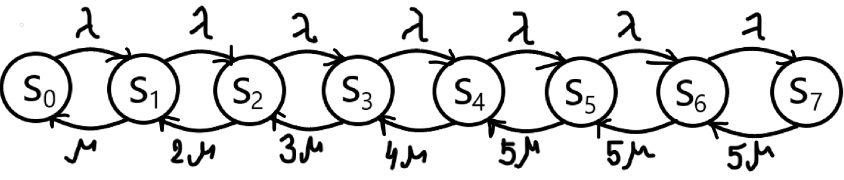 λ λ λ λ λ λ λ
S₀ S₁ S₂ S₃ S₄ S₅ S₆ S₇
μ 2μ 3μ 4μ 5μ 5μ 5μ